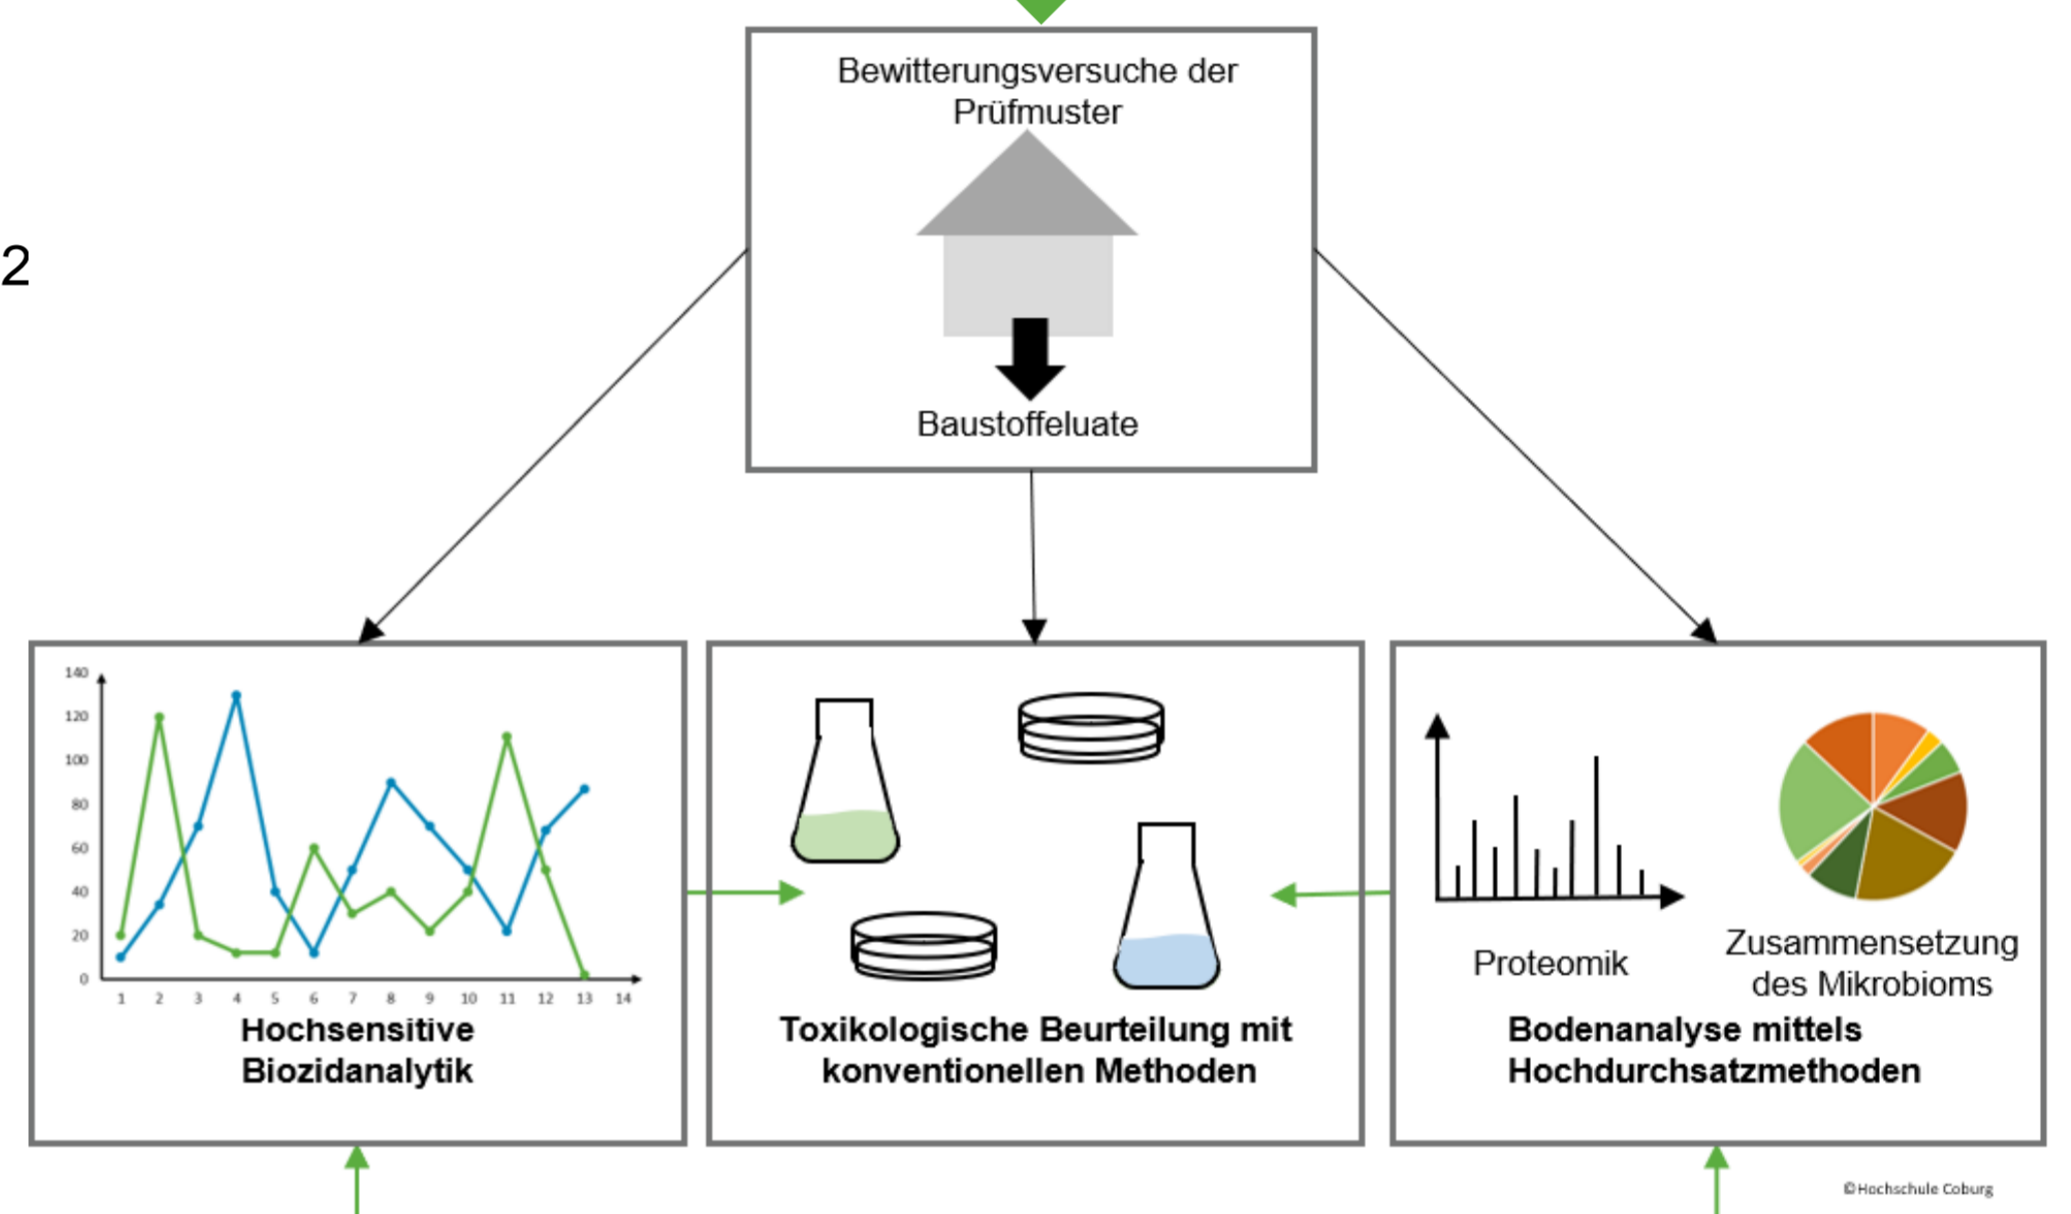 Bewitterungsversuche der
Prüfmuster
2
Baustoffeluate
140
120
100
80
60
40
20
0
1 2 3 4 5 6 7 8 9 10 11 12 13 14
Hochsensitive
Biozidanalytik
Toxikologische Beurteilung mit
konventionellen Methoden
Proteomik
Zusammensetzung
des Mikrobioms
Bodenanalyse mittels
Hochdurchsatzmethoden
©Hochschule Coburg